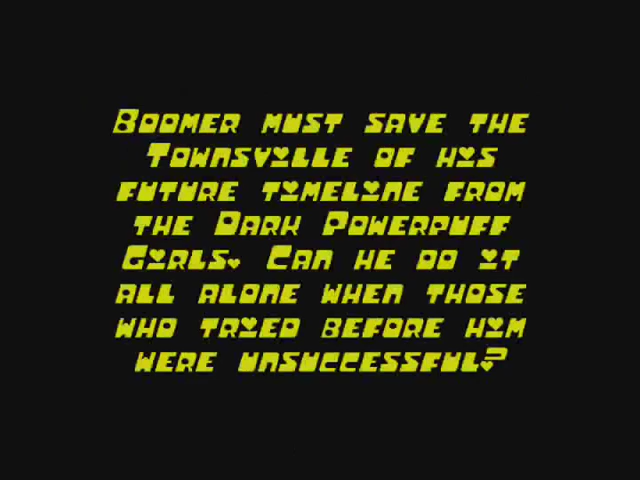 Boomer must save the
Townsville of his
future timeline from
the Dark Powerpuff
Girls. Can he do it
all alone when those
who tried before him
were unsuccessful?